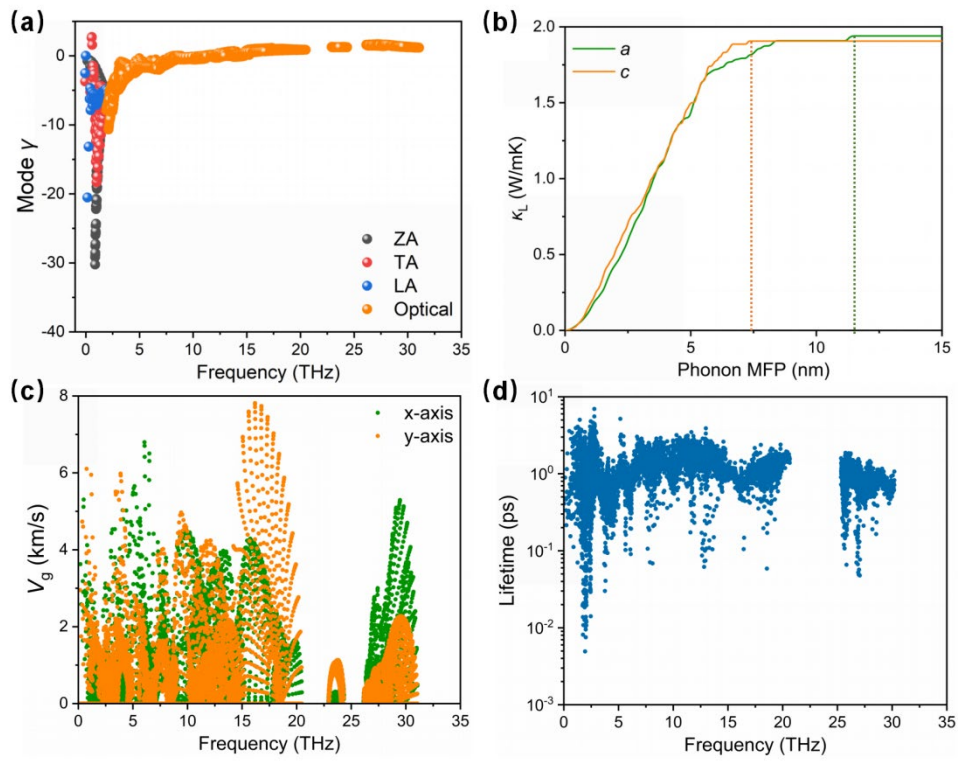 (a)
Mode γ
0
-10
-20
-30
-40
ZA
TA
LA
Optical
0 5 10 15 20 25 30 35
Frequency (THz)
(b)
κL (W/mK)
2.0
1.5
1.0
0.5
0.0
a
c
0 5 10 15
Phonon MFP (nm)
(c)
Vg (km/s)
8
6
4
2
0
x-axis
y-axis
0 5 10 15 20 25 30 35
Frequency (THz)
(d)
Lifetime (ps)
10^1
10^0
10^-1
10^-2
10^-3
0 5 10 15 20 25 30 35
Frequency (THz)